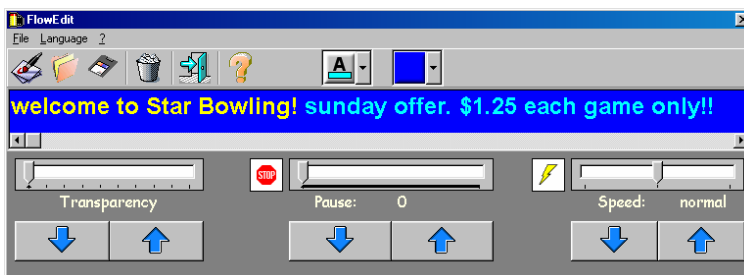 FlowEdit
File Language ?
A
welcome to Star Bowling! sunday offer. $1.25 each game only!!
STOP
Transparency Pause: 0 Speed: normal